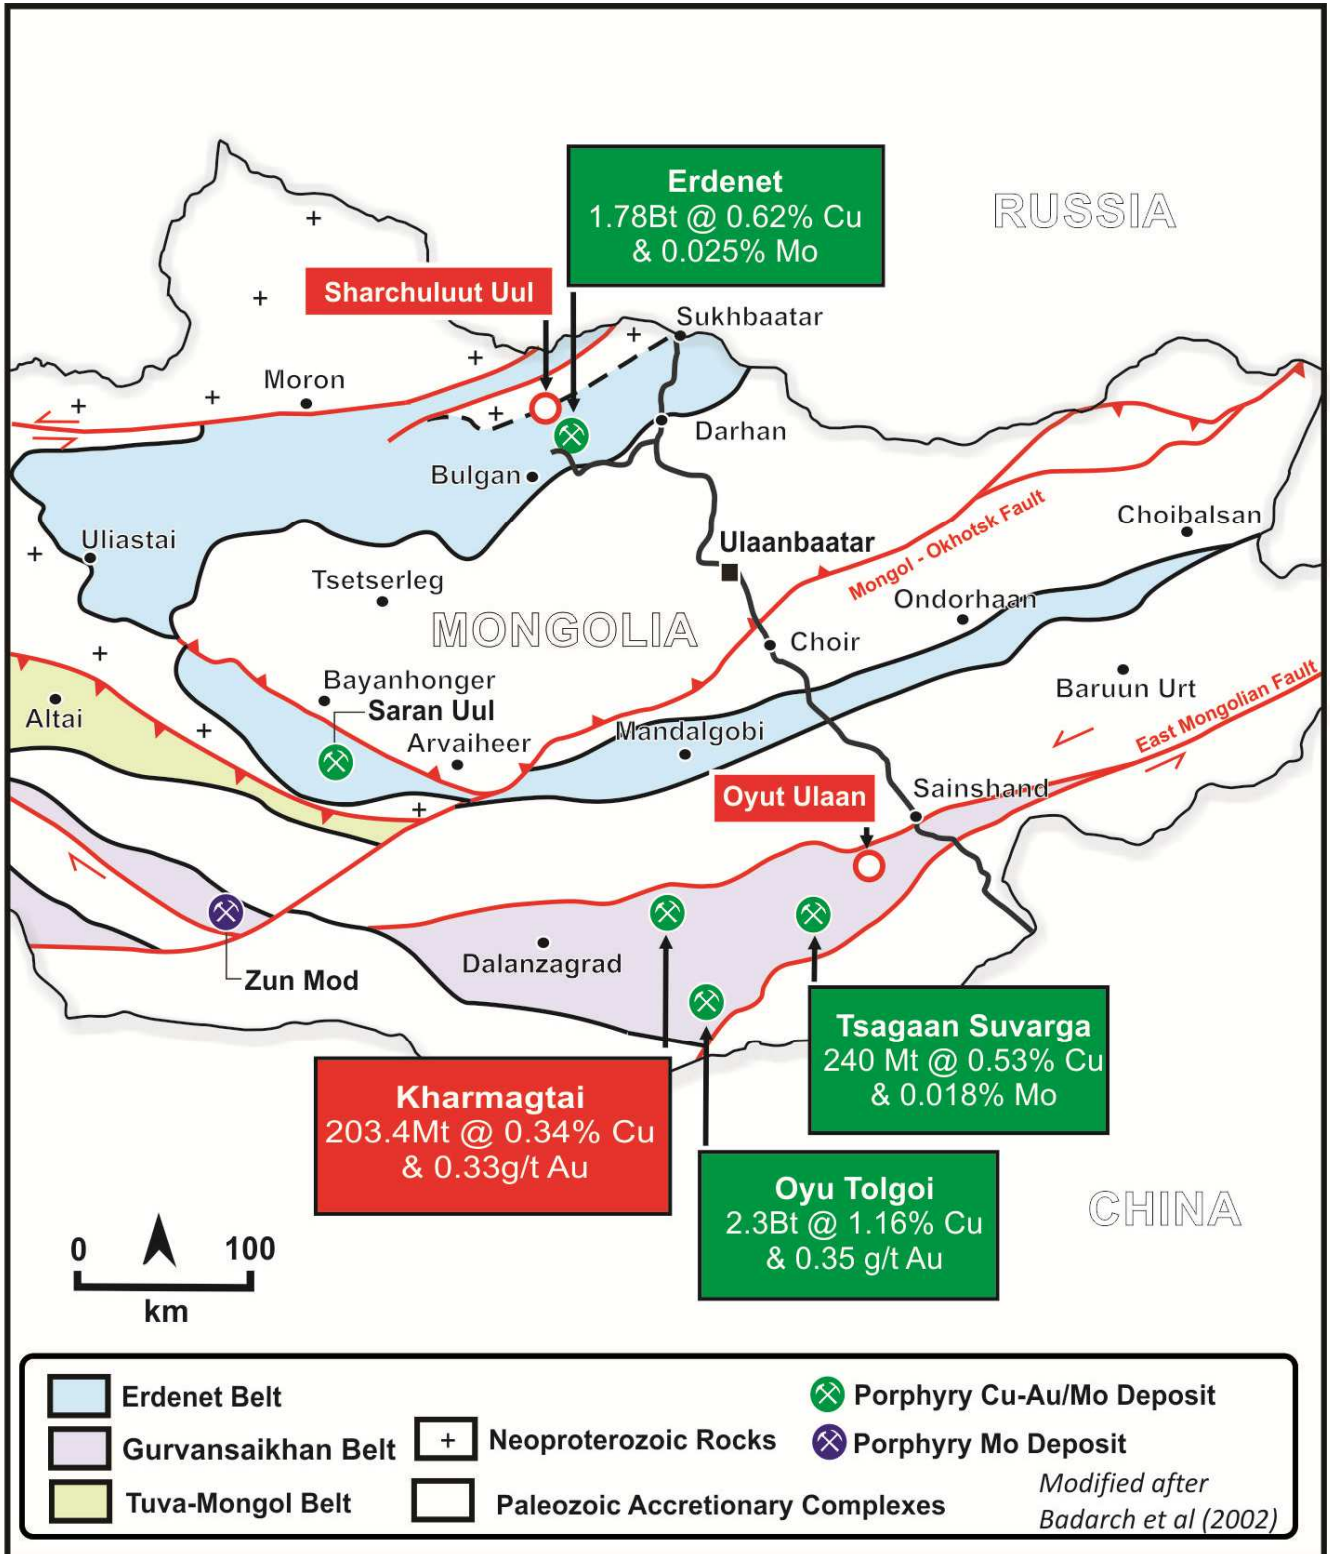 Erdenet
1.78Bt @ 0.62% Cu
& 0.025% Mo
RUSSIA
Sharchuluut Uul
Sukhbaatar
Moron
Darhan
Bulgan
Mongol - Okhotsk Fault
Choibalsan
Uliastai
Ulaanbaatar
Tsetserleg
Ondorhaan
MONGOLIA
Choir
Bayanhonger
Saran Uul
Baruun Urt
Altai
Arvaiheer
Mandalgobi
East Mongolian Fault
Oyut Ulaan
Sainshand
Dalanzagrad
Zun Mod
Tsagaan Suvarga
240 Mt @ 0.53% Cu
& 0.018% Mo
Kharmagtai
203.4Mt @ 0.34% Cu
& 0.33g/t Au
Oyu Tolgoi
2.3Bt @ 1.16% Cu
& 0.35 g/t Au
CHINA
0 100
km
Erdenet Belt
Gurvansaikhan Belt
Tuva-Mongol Belt
+ Neoproterozoic Rocks
Paleozoic Accretionary Complexes
Porphyry Cu-Au/Mo Deposit
Porphyry Mo Deposit
Modified after
Badarch et al (2002)